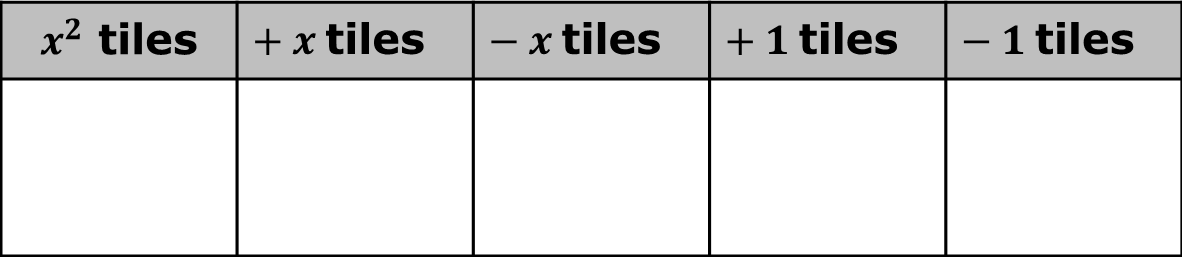 x² tiles + x tiles − x tiles + 1 tiles − 1 tiles